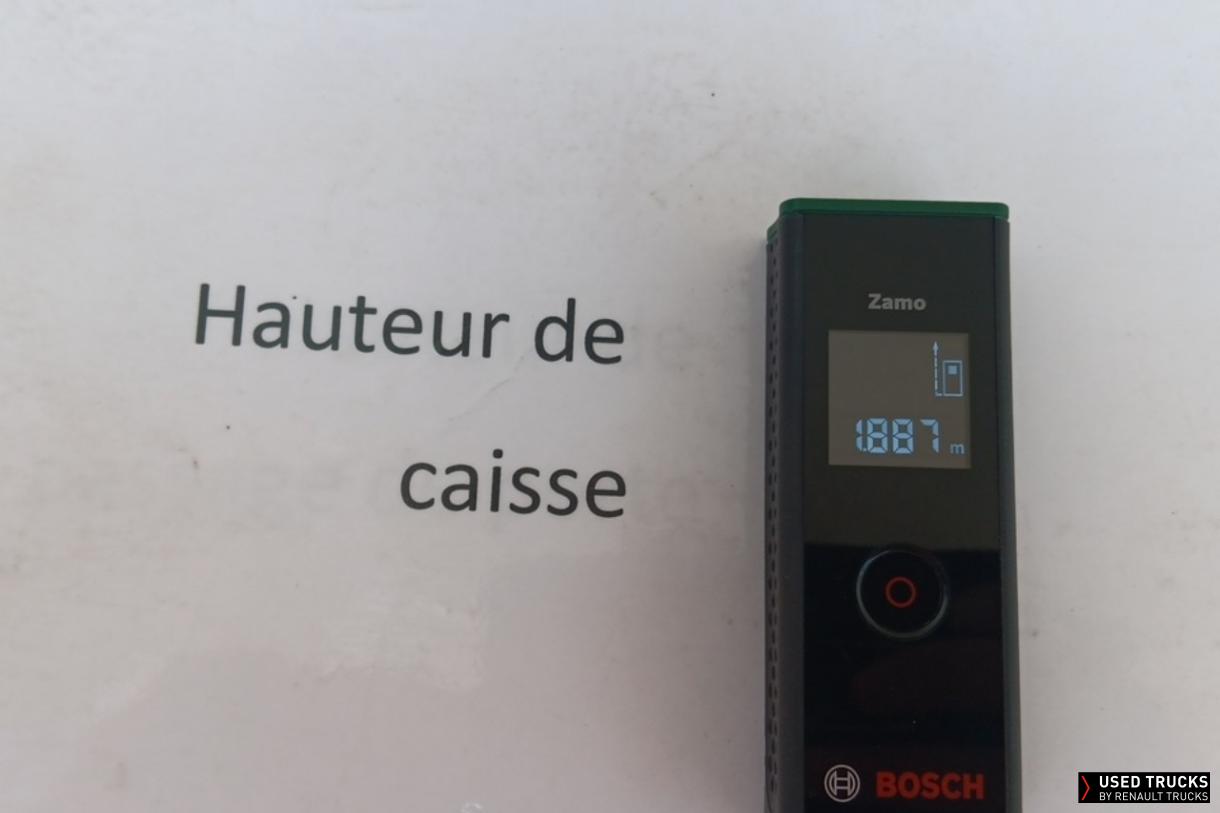 Hauteur de
caisse
Zamo
1.887 m
BOSCH
USED TRUCKS
BY RENAULT TRUCKS